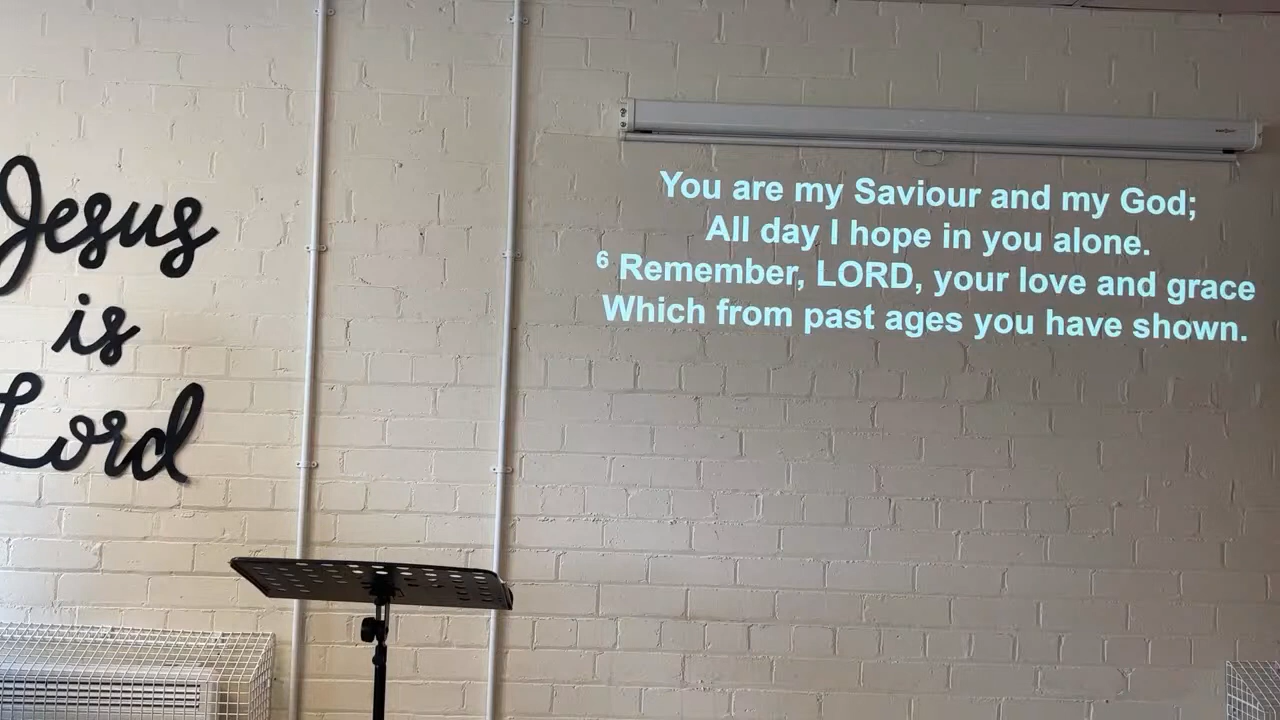 Jesus
is
Lord
You are my Saviour and my God;
All day I hope in you alone.
6 Remember, LORD, your love and grace
Which from past ages you have shown.